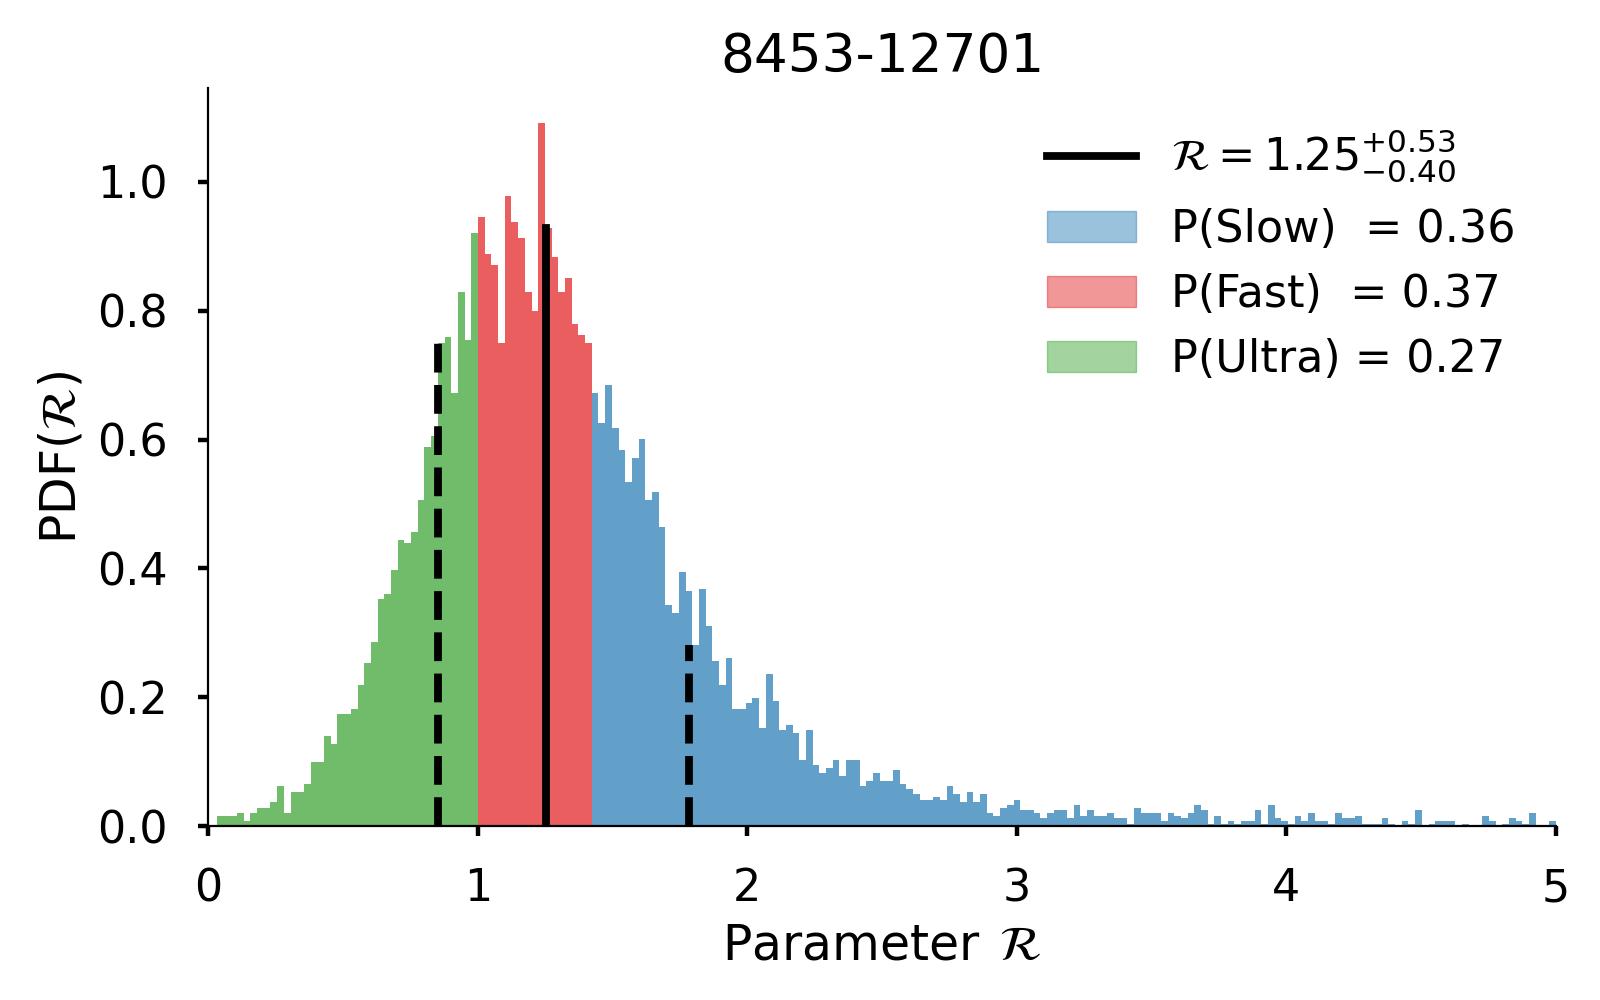 8453-12701
ℛ = 1.25 +0.53 −0.40
P(Slow) = 0.36
P(Fast) = 0.37
P(Ultra) = 0.27
PDF(ℛ)
1.0
0.8
0.6
0.4
0.2
0.0
0 1 2 3 4 5
Parameter ℛ